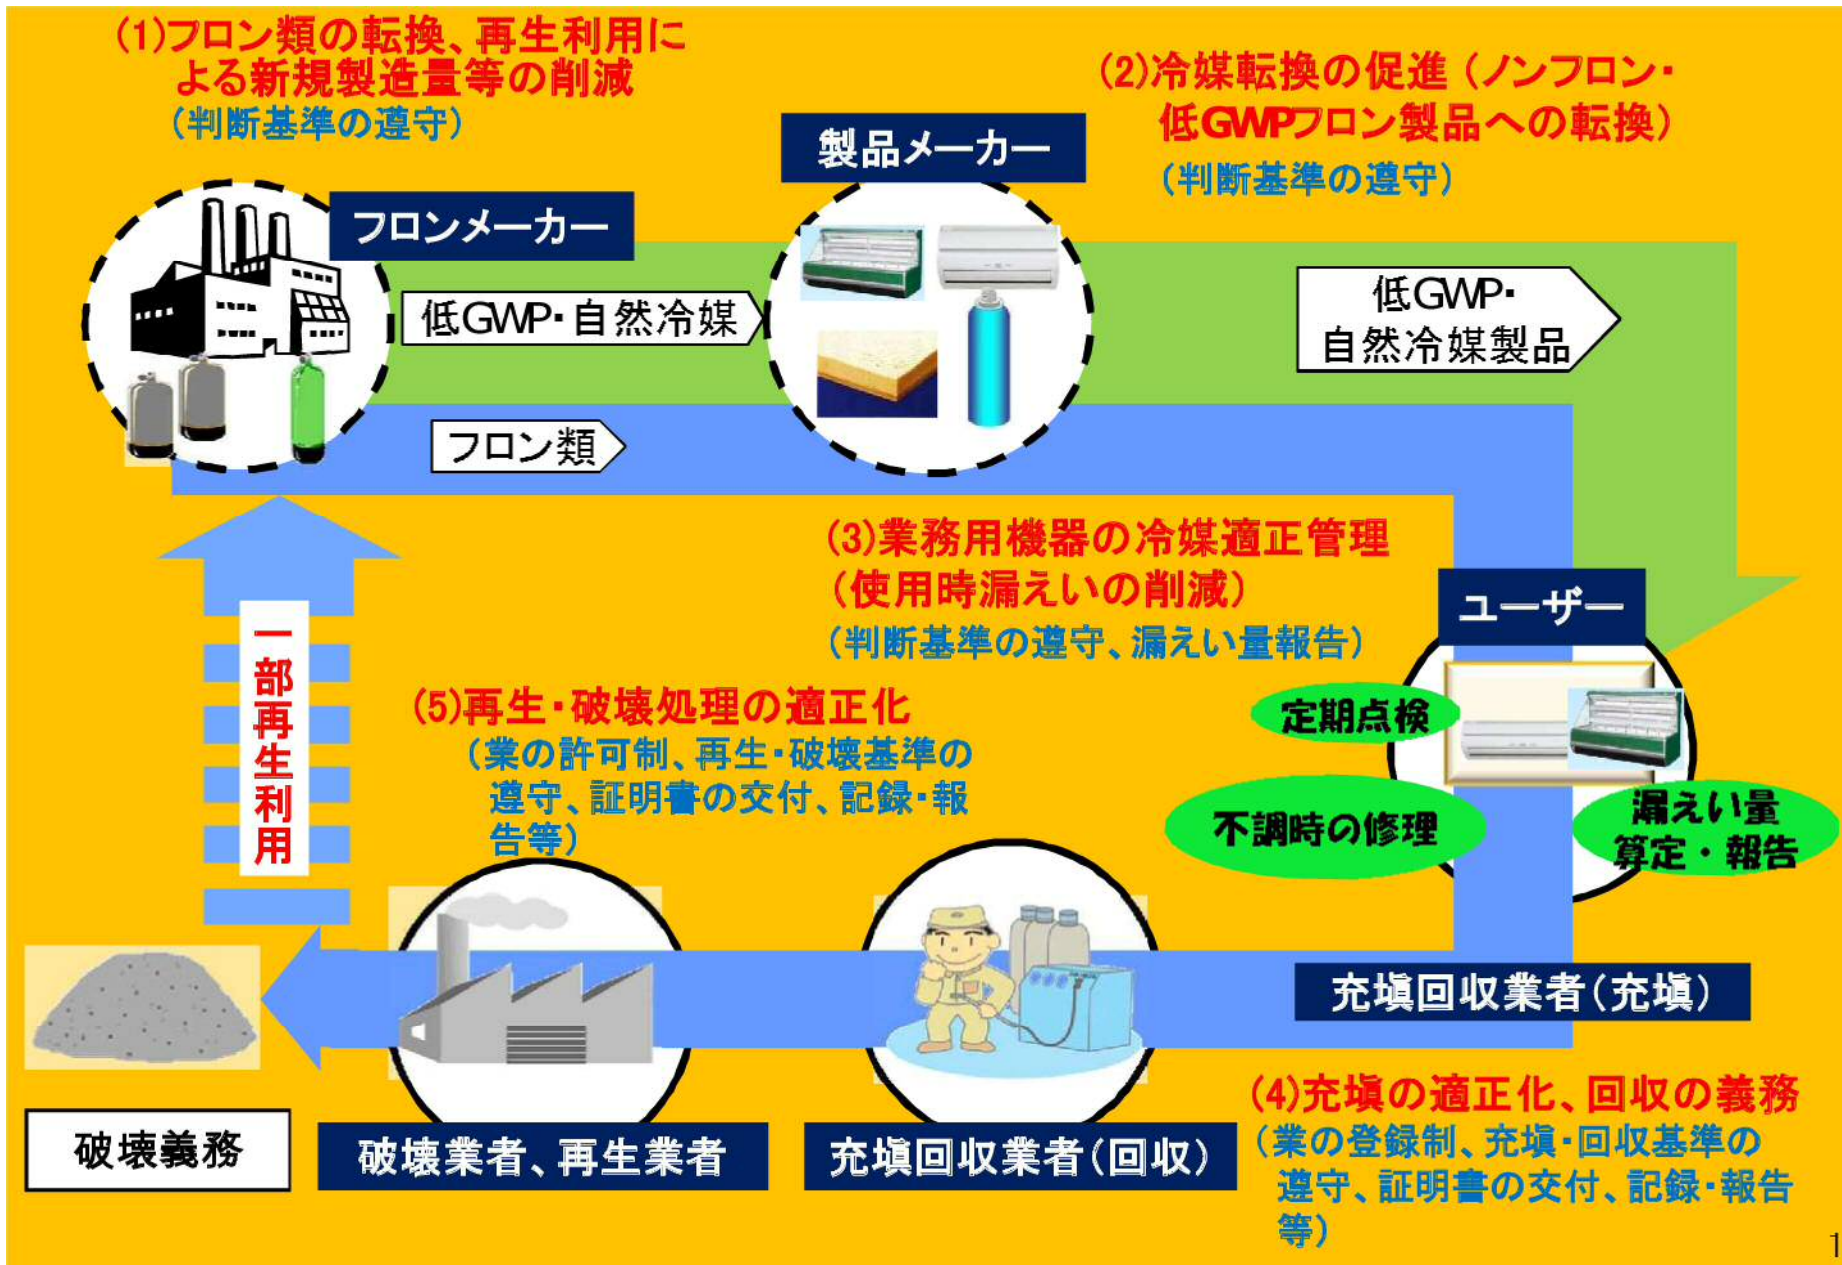 (1)フロン類の転換、再生利用に
よる新規製造量等の削減
(判断基準の遵守)
(2)冷媒転換の促進(ノンフロン・
低GWPフロン製品への転換)
(判断基準の遵守)
製品メーカー
フロンメーカー
低GWP・自然冷媒
低GWP・
自然冷媒製品
フロン類
(3)業務用機器の冷媒適正管理
(使用時漏えいの削減)
(判断基準の遵守、漏えい量報告)
ユーザー
定期点検
不調時の修理
漏えい量
算定・報告
一部再生利用
(5)再生・破壊処理の適正化
(業の許可制、再生・破壊基準の
遵守、証明書の交付、記録・報
告等)
充塡回収業者(充塡)
(4)充塡の適正化、回収の義務
(業の登録制、充塡・回収基準の
遵守、証明書の交付、記録・報告
等)
破壊義務
破壊業者、再生業者
充塡回収業者(回収)
1